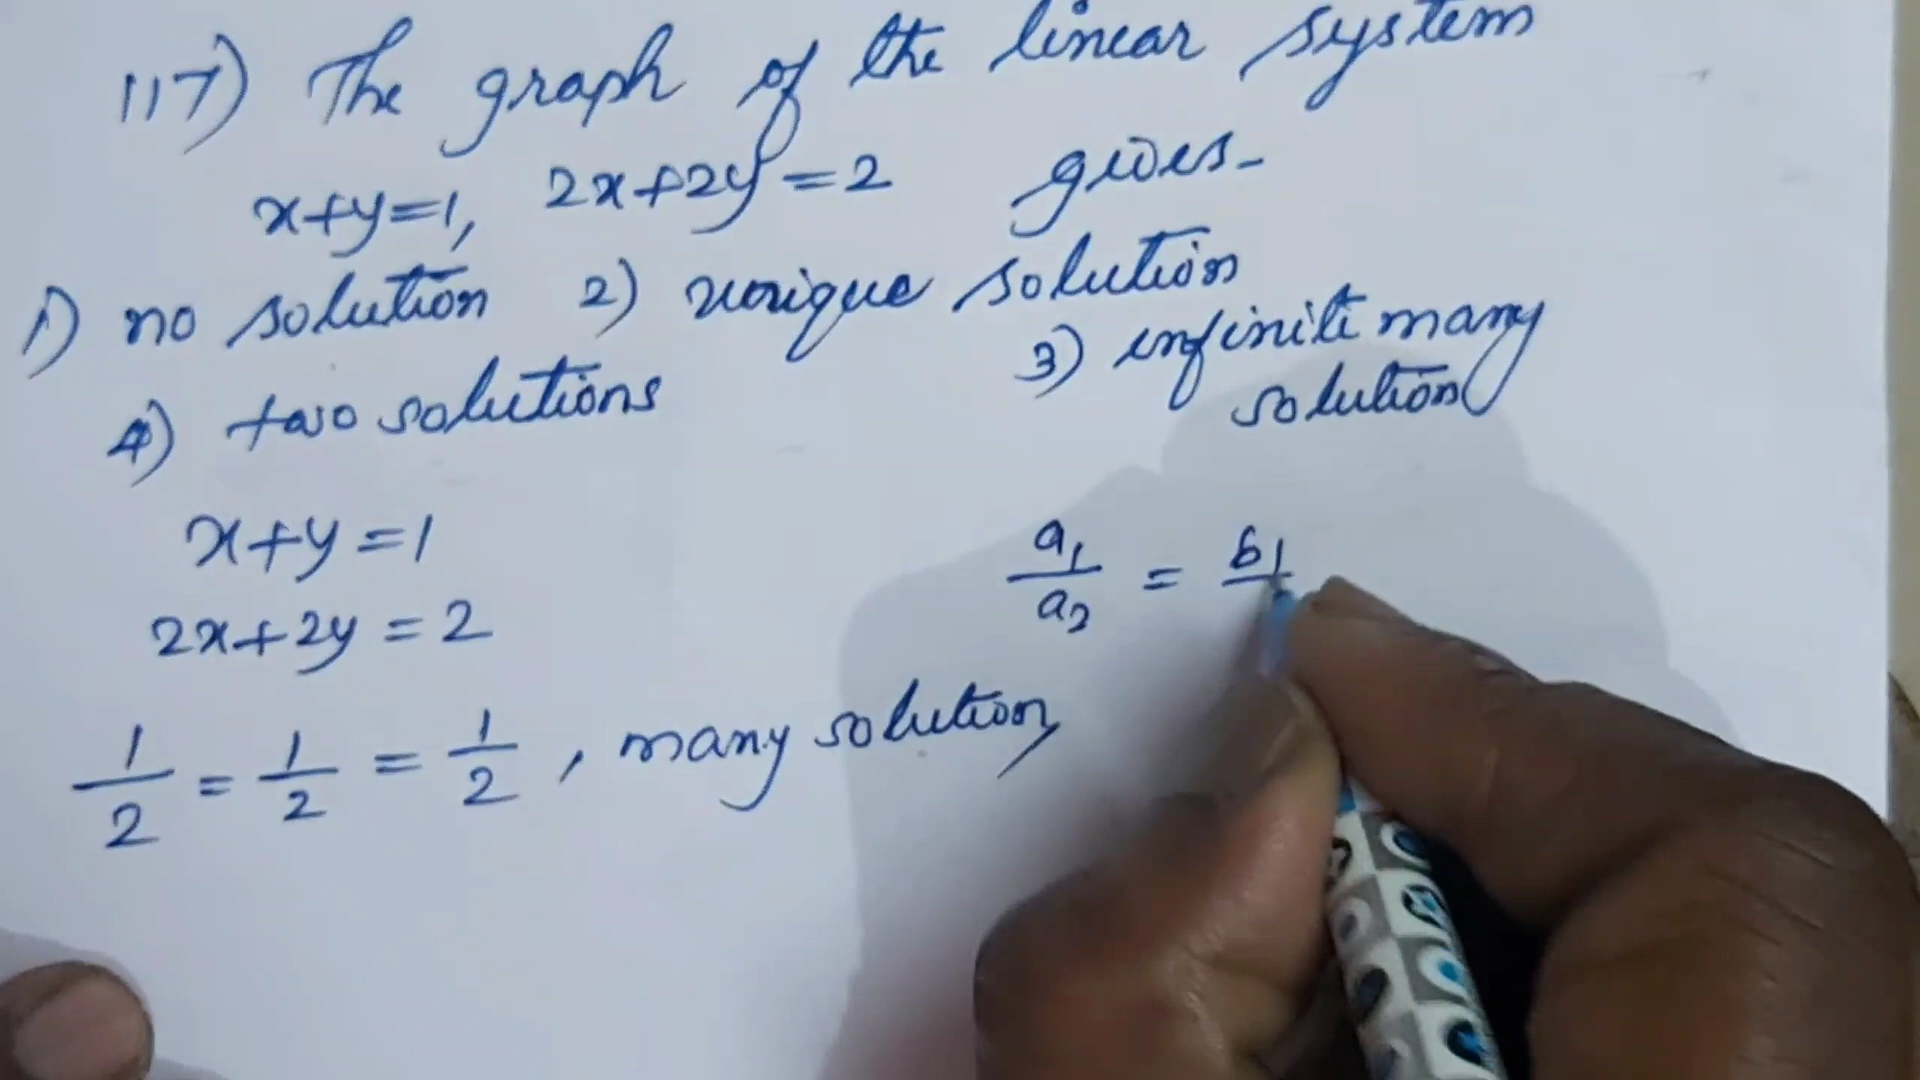 117) The graph of the linear system
x+y=1, 2x+2y=2 gives-
1) no solution 2) unique solution
3) infinite many
solution
4) two solutions
x+y=1
2x+2y=2
1/2 = 1/2 = 1/2, many solution
a1/a2 = b1